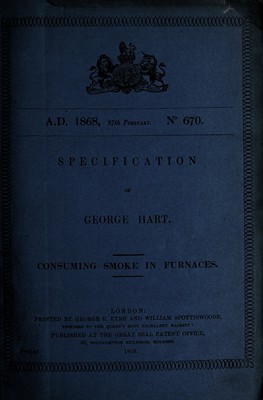 A.D. 1868, 27th FEBRUARY. Nº 670.
SPECIFICATION
OF
GEORGE HART.
CONSUMING SMOKE IN FURNACES.
LONDON:
PRINTED BY GEORGE E. EYRE AND WILLIAM SPOTTISWOODE,
PRINTERS TO THE QUEEN'S MOST EXCELLENT MAJESTY:
PUBLISHED AT THE GREAT SEAL PATENT OFFICE,
25, SOUTHAMPTON BUILDINGS, HOLBORN.
1868.